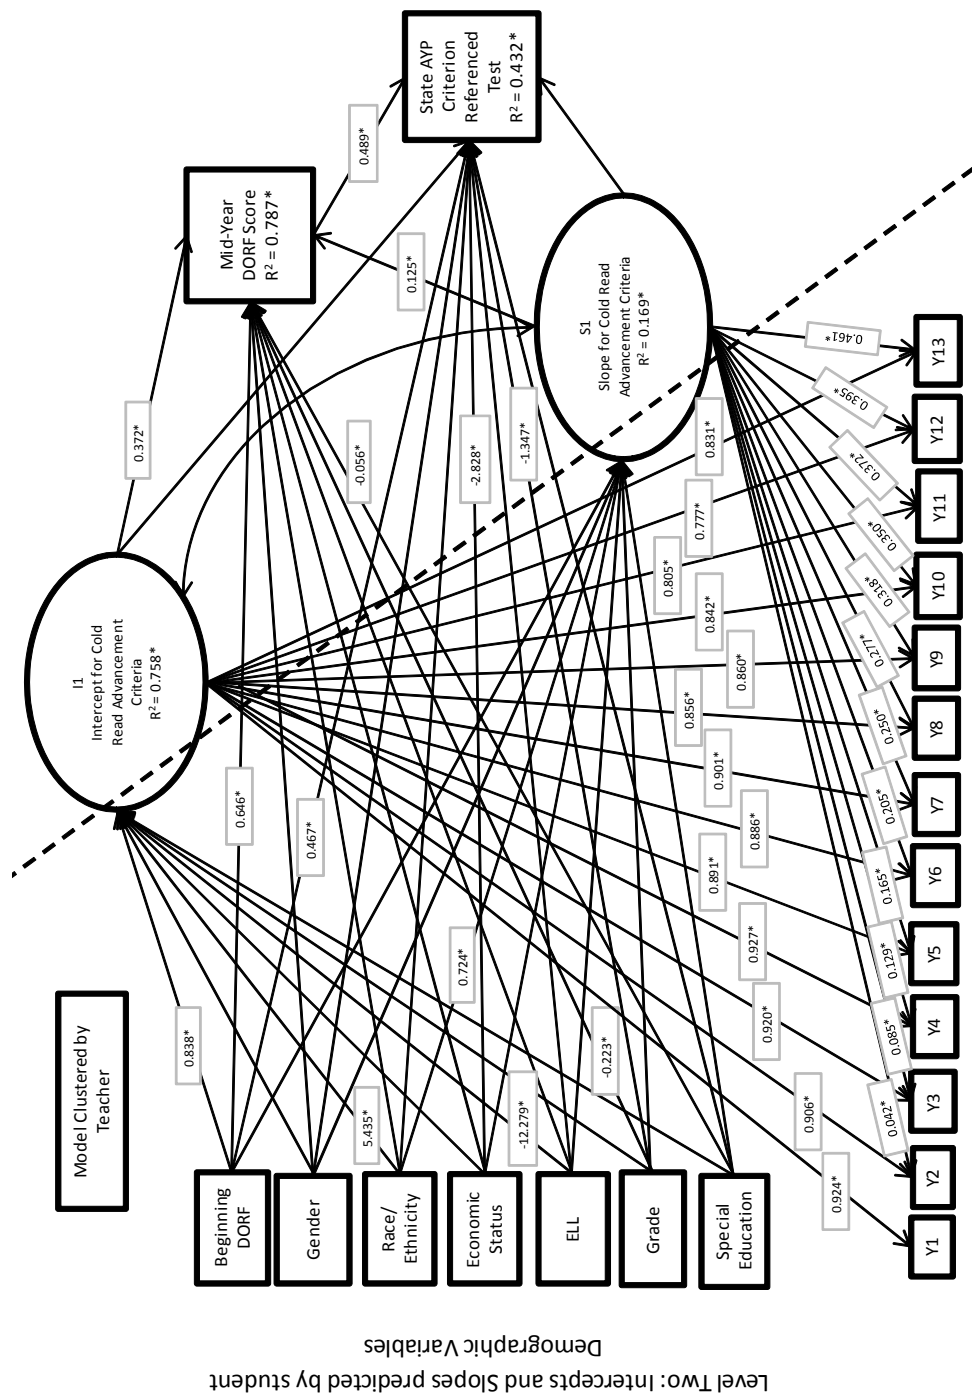 Model Clustered by
Teacher
I1
Intercept for Cold
Read Advancement
Criteria
R² = 0.758*
Mid-Year
DORF Score
R² = 0.787*
State AYP
Criterion
Referenced
Test
R² = 0.432*
S1
Slope for Cold Read
Advancement Criteria
R² = 0.169*
0.372*
0.489*
0.125*
0.838*
0.646*
0.467*
-0.056*
5.435*
0.724*
-2.828*
-1.347*
-12.279*
-0.223*
Beginning
DORF
Gender
Race/
Ethnicity
Economic
Status
ELL
Grade
Special
Education
0.924*
0.906*
0.920*
0.927*
0.891*
0.886*
0.901*
0.856*
0.860*
0.842*
0.805*
0.777*
0.831*
0.042*
0.085*
0.129*
0.165*
0.205*
0.250*
0.277*
0.318*
0.350*
0.372*
0.395*
0.461*
Y1
Y2
Y3
Y4
Y5
Y6
Y7
Y8
Y9
Y10
Y11
Y12
Y13
Level Two: Intercepts and Slopes predicted by student
Demographic Variables